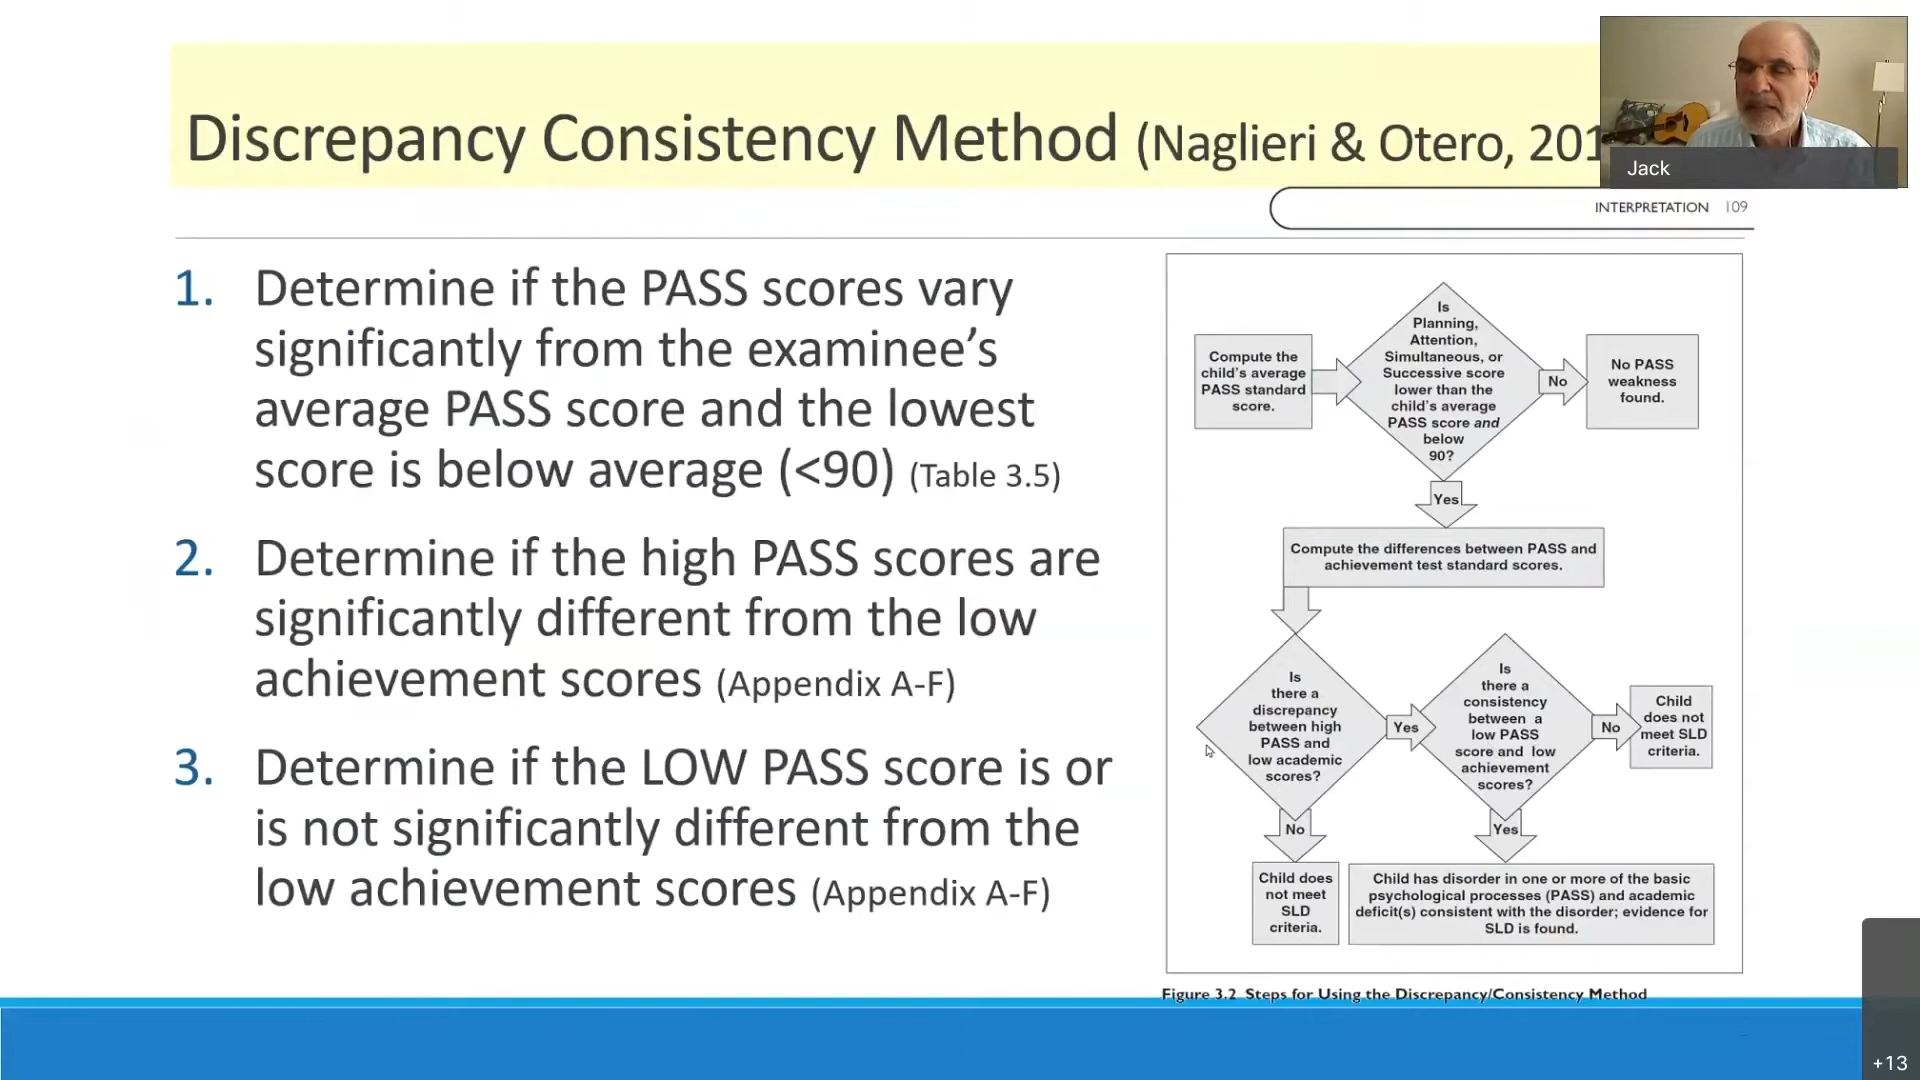 Discrepancy Consistency Method (Naglieri & Otero, 201
Jack
INTERPRETATION 109
1. Determine if the PASS scores vary
significantly from the examinee’s
average PASS score and the lowest
score is below average (<90) (Table 3.5)
2. Determine if the high PASS scores are
significantly different from the low
achievement scores (Appendix A-F)
3. Determine if the LOW PASS score is or
is not significantly different from the
low achievement scores (Appendix A-F)
Compute the
child’s average
PASS standard
score.
Is
Planning,
Attention,
Simultaneous, or
Successive score
lower than the
child’s average
PASS score and
below
90?
No
No PASS
weakness
found.
Yes
Compute the differences between PASS and
achievement test standard scores.
Is
there a
discrepancy
between high
PASS and
low academic
scores?
Yes
Is
there a
consistency
between a
low PASS
score and low
achievement
scores?
No
Child
does not
meet SLD
criteria.
No
Yes
Child does
not meet
SLD
criteria.
Child has disorder in one or more of the basic
psychological processes (PASS) and academic
deficit(s) consistent with the disorder; evidence for
SLD is found.
Figure 3.2 Steps for Using the Discrepancy/Consistency Method
+13